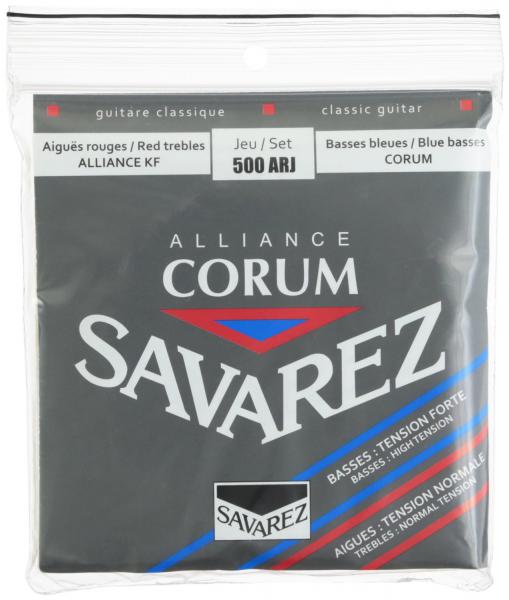 guitare classique
classic guitar
Aiguës rouges / Red trebles
ALLIANCE KF
Jeu / Set
500 ARJ
Basses bleues / Blue basses
CORUM
ALLIANCE
CORUM
SAVAREZ
BASSES : TENSION FORTE
BASSES : HIGH TENSION
AIGUES : TENSION NORMALE
TREBLES : NORMAL TENSION
SAVAREZ